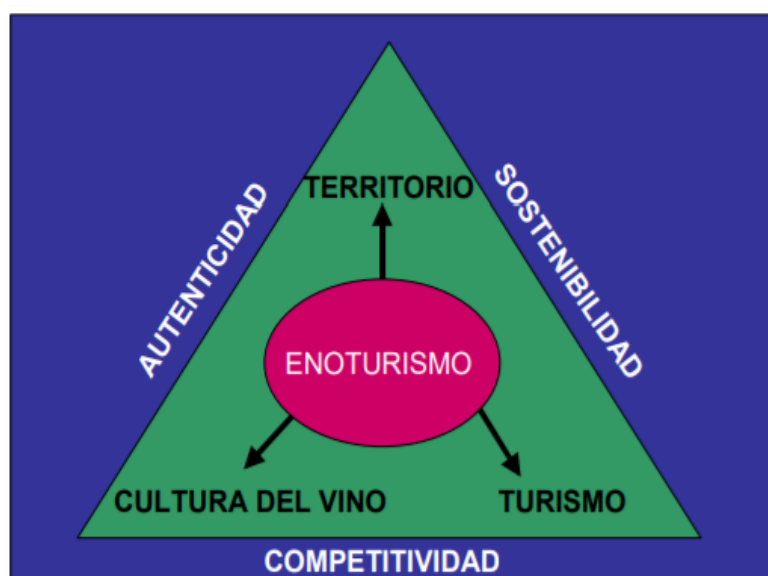 TERRITORIO
AUTENTICIDAD
SOSTENIBILIDAD
ENOTURISMO
CULTURA DEL VINO
TURISMO
COMPETITIVIDAD